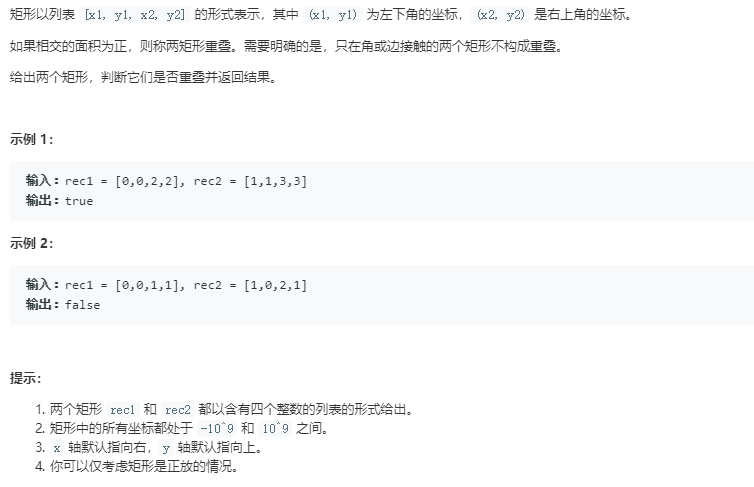 矩形以列表 [x1, y1, x2, y2] 的形式表示，其中 (x1, y1) 为左下角的坐标，(x2, y2) 是右上角的坐标。
如果相交的面积为正，则称两矩形重叠。需要明确的是，只在角或边接触的两个矩形不构成重叠。
给出两个矩形，判断它们是否重叠并返回结果。
示例 1：
输入：rec1 = [0,0,2,2], rec2 = [1,1,3,3]
输出：true
示例 2：
输入：rec1 = [0,0,1,1], rec2 = [1,0,2,1]
输出：false
提示：
1. 两个矩形 rec1 和 rec2 都以含有四个整数的列表的形式给出。
2. 矩形中的所有坐标都处于 -10^9 和 10^9 之间。
3. x 轴默认指向右，y 轴默认指向上。
4. 你可以仅考虑矩形是正放的情况。